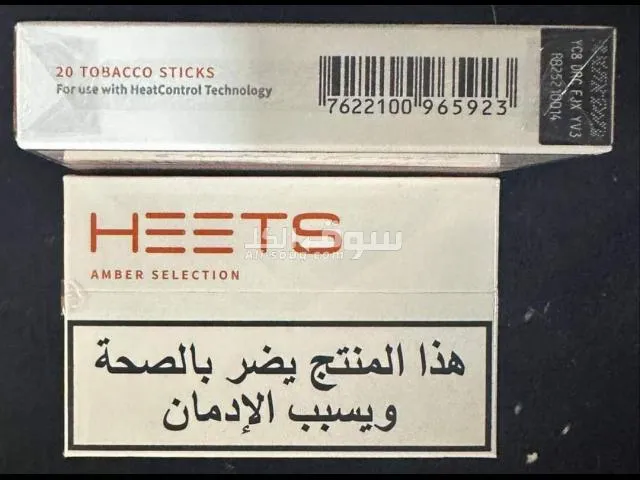 20 TOBACCO STICKS
For use with HeatControl Technology
7622100 965923
HEETS
AMBER SELECTION
هذا المنتج يضر بالصحة
ويسبب الإدمان